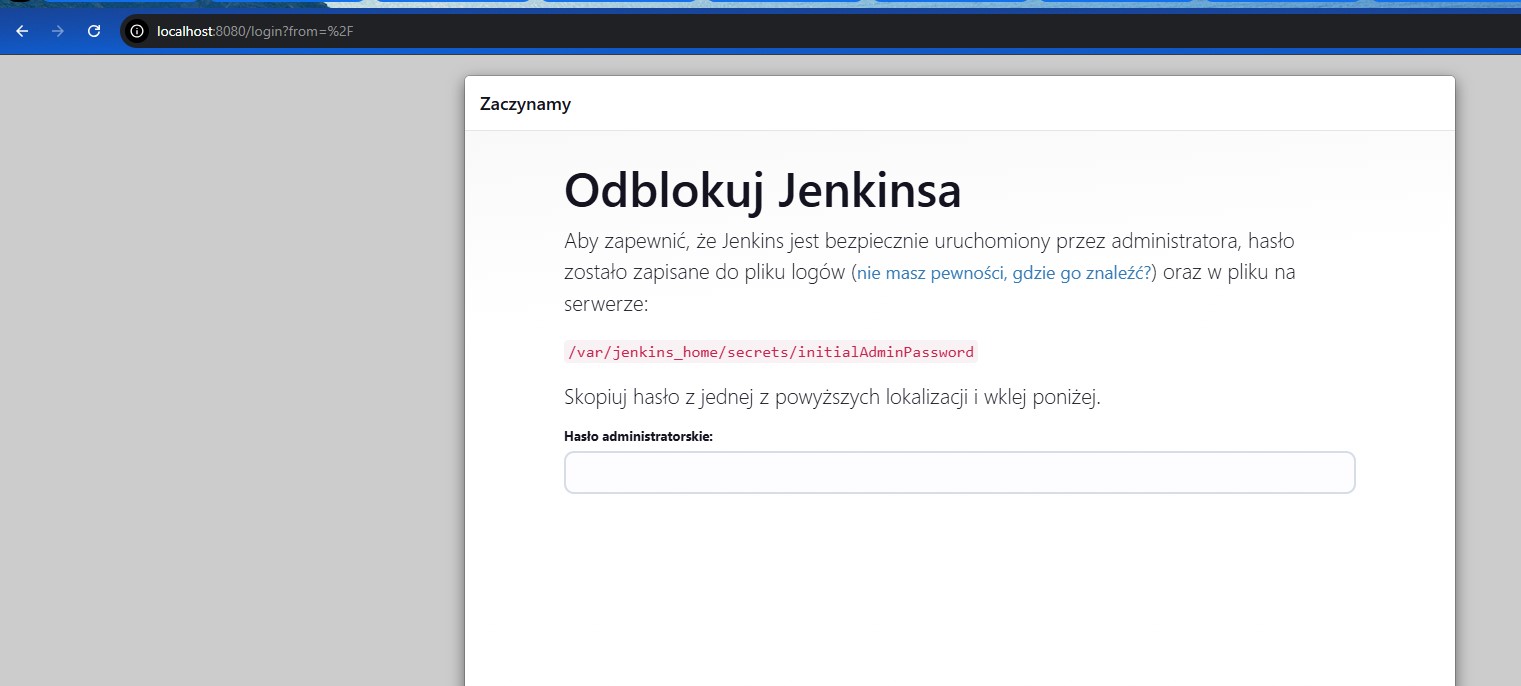 localhost:8080/login?from=%2F
Zaczynamy
Odblokuj Jenkinsa
Aby zapewnić, że Jenkins jest bezpiecznie uruchomiony przez administratora, hasło
zostało zapisane do pliku logów (nie masz pewności, gdzie go znaleźć?) oraz w pliku na
serwerze:
/var/jenkins_home/secrets/initialAdminPassword
Skopiuj hasło z jednej z powyższych lokalizacji i wklej poniżej.
Hasło administratorskie: